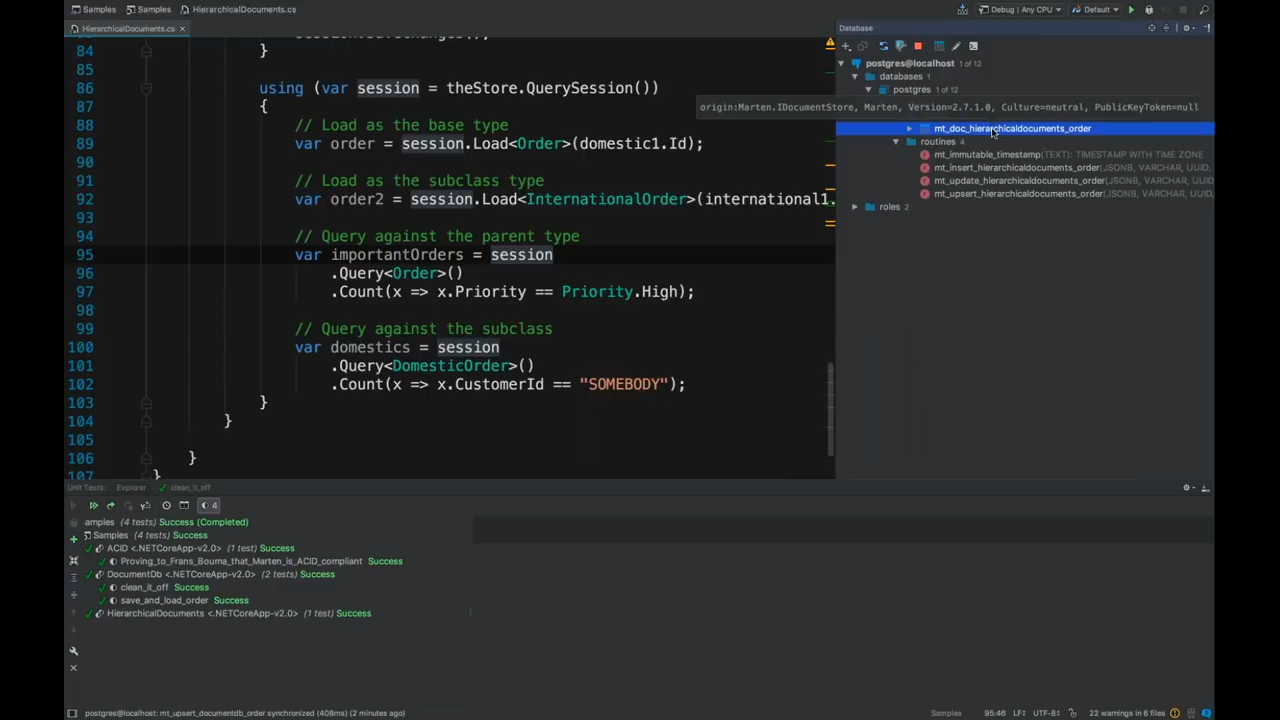 Samples Samples HierarchicalDocuments.cs
Debug | Any CPU Default
HierarchicalDocuments.cs
84 }
85
86 using (var session = theStore.QuerySession())
87 {
88 // Load as the base type
89 var order = session.Load<Order>(domestic1.Id);
90
91 // Load as the subclass type
92 var order2 = session.Load<InternationalOrder>(international1.
93
94 // Query against the parent type
95 var importantOrders = session
96 .Query<Order>()
97 .Count(x => x.Priority == Priority.High);
98
99 // Query against the subclass
100 var domestics = session
101 .Query<DomesticOrder>()
102 .Count(x => x.CustomerId == "SOMEBODY");
103 }
104 }
105
106 }
107 }
Database
postgres@localhost 1 of 12
databases 1
postgres 1 of 12
origin:Marten.IDocumentStore, Marten, Version=2.7.1.0, Culture=neutral, PublicKeyToken=null
mt_doc_hierarchicaldocuments_order
routines 4
mt_immutable_timestamp(TEXT): TIMESTAMP WITH TIME ZONE
mt_insert_hierarchicaldocuments_order(JSONB, VARCHAR, UUID,
mt_update_hierarchicaldocuments_order(JSONB, VARCHAR, UUID,
mt_upsert_hierarchicaldocuments_order(JSONB, VARCHAR, UUID,
roles 2
Unit Tests: Explorer clean_it_off
4
amples (4 tests) Success (Completed)
Samples (4 tests) Success
ACID <.NETCoreApp-v2.0> (1 test) Success
Proving_to_Frans_Bouma_that_Marten_is_ACID_compliant Success
DocumentDb <.NETCoreApp-v2.0> (2 tests) Success
clean_it_off Success
save_and_load_order Success
HierarchicalDocuments <.NETCoreApp-v2.0> (1 test) Success
postgres@localhost: mt_upsert_documentdb_order synchronized (408ms) (2 minutes ago)
Samples 95:46 LF÷ UTF-8÷ 22 warnings in 6 files